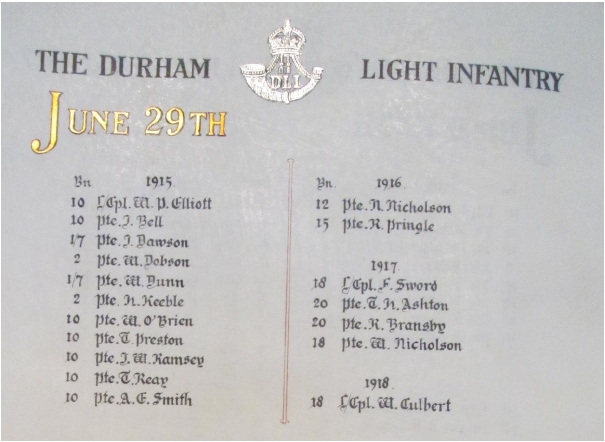 THE DURHAM DLI LIGHT INFANTRY
JUNE 29TH
Bn 1915.
10 L/Cpl. W. P. Elliott
10 Pte. J. Bell
1/7 Pte. J. Dawson
2 Pte. W. Dobson
1/7 Pte. W. Dunn
2 Pte. H. Keeble
10 Pte. W. O'Brien
10 Pte. T. Preston
10 Pte. J. W. Ramsey
10 Pte. T. Reay
10 Pte. A. E. Smith
Bn. 1916.
12 Pte. N. Nicholson
15 Pte. R. Pringle
1917.
18 L/Cpl. F. Sword
20 Pte. T. H. Ashton
20 Pte. R. Bransby
18 Pte. W. Nicholson
1918.
18 L/Cpl. W. Culbert